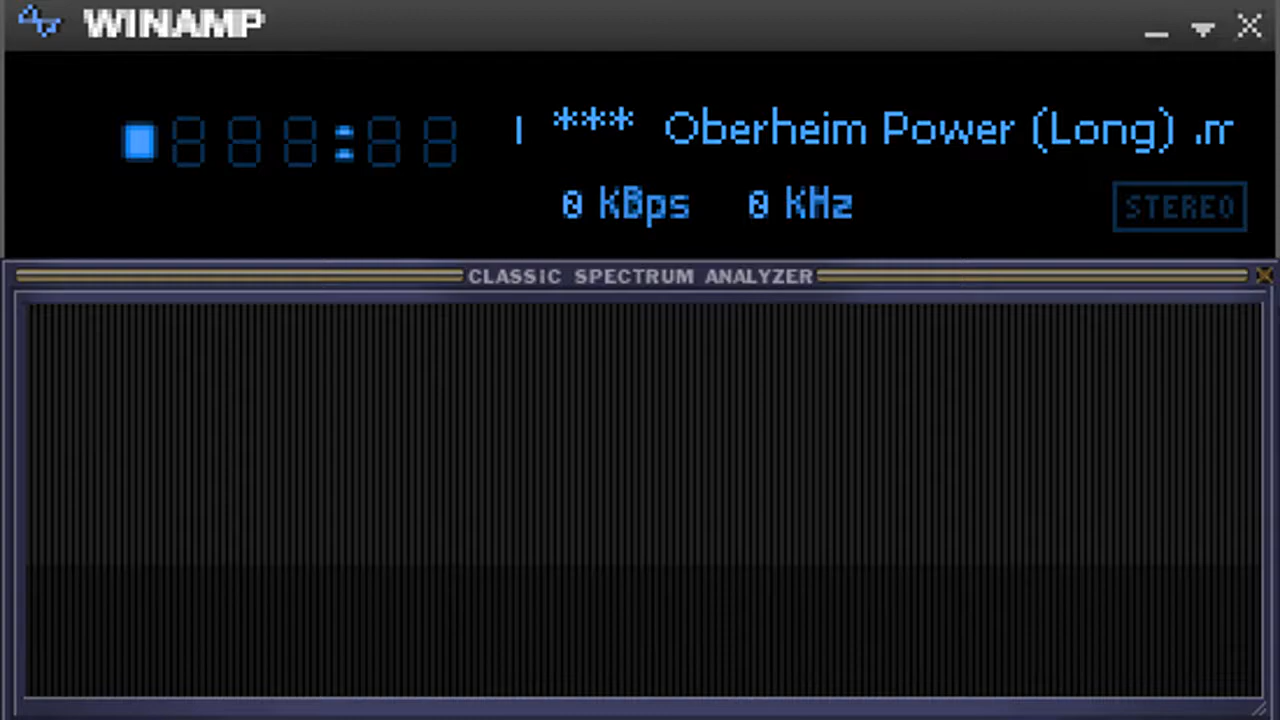 WINAMP
| *** Oberheim Power (Long) .m
0 KBps 0 KHz
STEREO
CLASSIC SPECTRUM ANALYZER